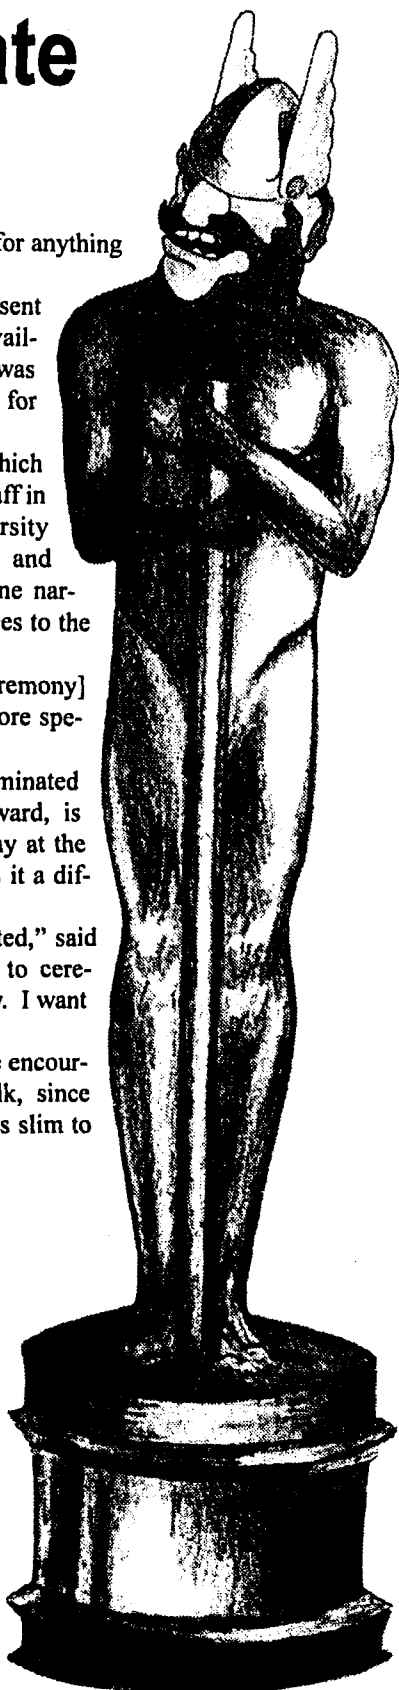 ate
for anything
sent
vail-
was
for
hich
aff in
rsity
and
ne nar-
es to the
remony]
ore spe-
minated
ward, is
ay at the
it a dif-
ted,” said
to cere-
y. I want
e encour-
lk, since
s slim to